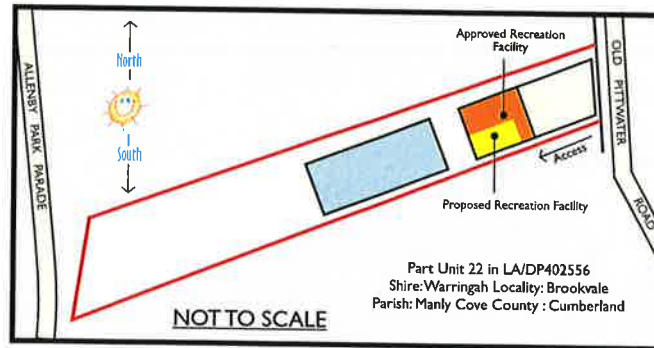 ALLENBY PARK PARADE
North
South
Approved Recreation
Facility
OLD PITTWATER
ROAD
Access
Proposed Recreation Facility
Part Unit 22 in LA/DP402556
Shire:Warringah Locality: Brookvale
Parish: Manly Cove County : Cumberland
NOT TO SCALE